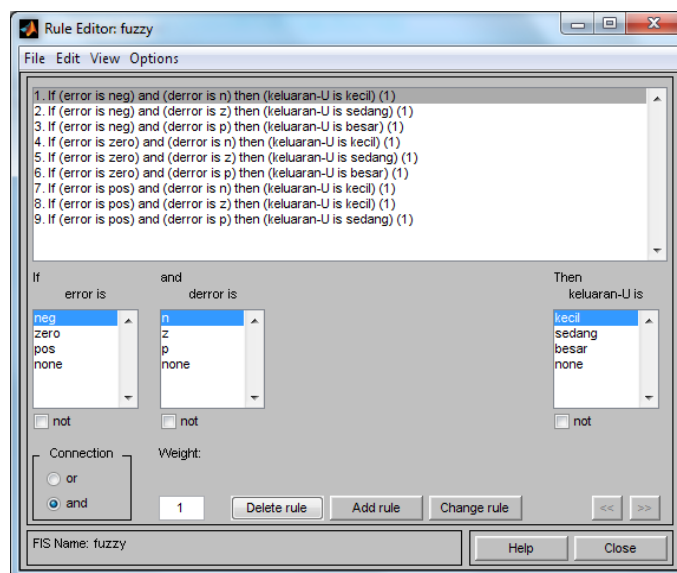 Rule Editor: fuzzy
File Edit View Options
1. If (error is neg) and (derror is n) then (keluaran-U is kecil) (1)
2. If (error is neg) and (derror is z) then (keluaran-U is sedang) (1)
3. If (error is neg) and (derror is p) then (keluaran-U is besar) (1)
4. If (error is zero) and (derror is n) then (keluaran-U is kecil) (1)
5. If (error is zero) and (derror is z) then (keluaran-U is sedang) (1)
6. If (error is zero) and (derror is p) then (keluaran-U is besar) (1)
7. If (error is pos) and (derror is n) then (keluaran-U is kecil) (1)
8. If (error is pos) and (derror is z) then (keluaran-U is kecil) (1)
9. If (error is pos) and (derror is p) then (keluaran-U is sedang) (1)
If
error is
neg
zero
pos
none
not
and
derror is
n
z
p
none
not
Then
keluaran-U is
kecil
sedang
besar
none
not
Connection
or
and
Weight:
1
Delete rule
Add rule
Change rule
<<
>>
FIS Name: fuzzy
Help
Close